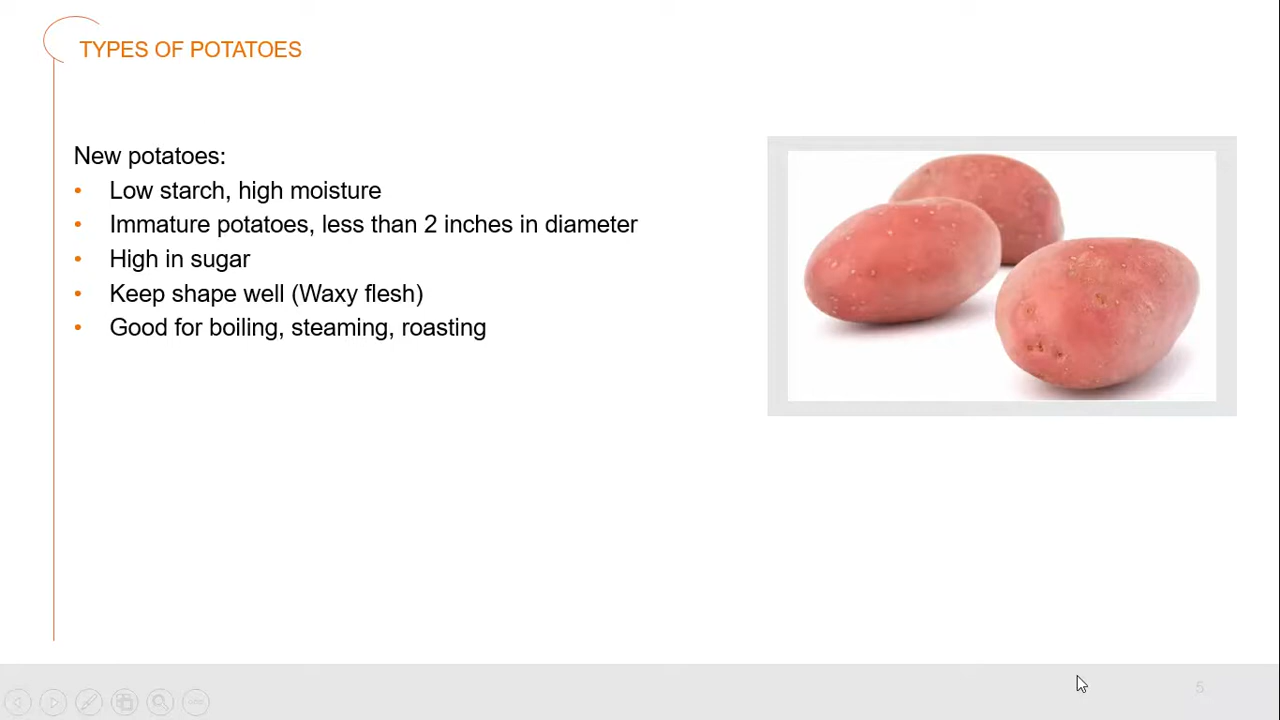 TYPES OF POTATOES
New potatoes:
• Low starch, high moisture
• Immature potatoes, less than 2 inches in diameter
• High in sugar
• Keep shape well (Waxy flesh)
• Good for boiling, steaming, roasting
5